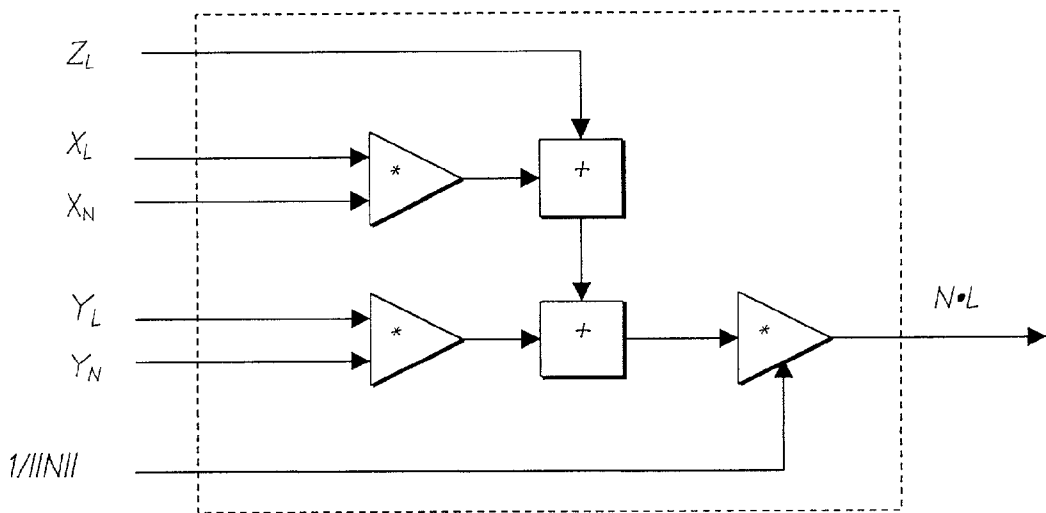 Z_L
X_L
*
+
X_N
Y_L
*
+
*
N•L
Y_N
1/||N||